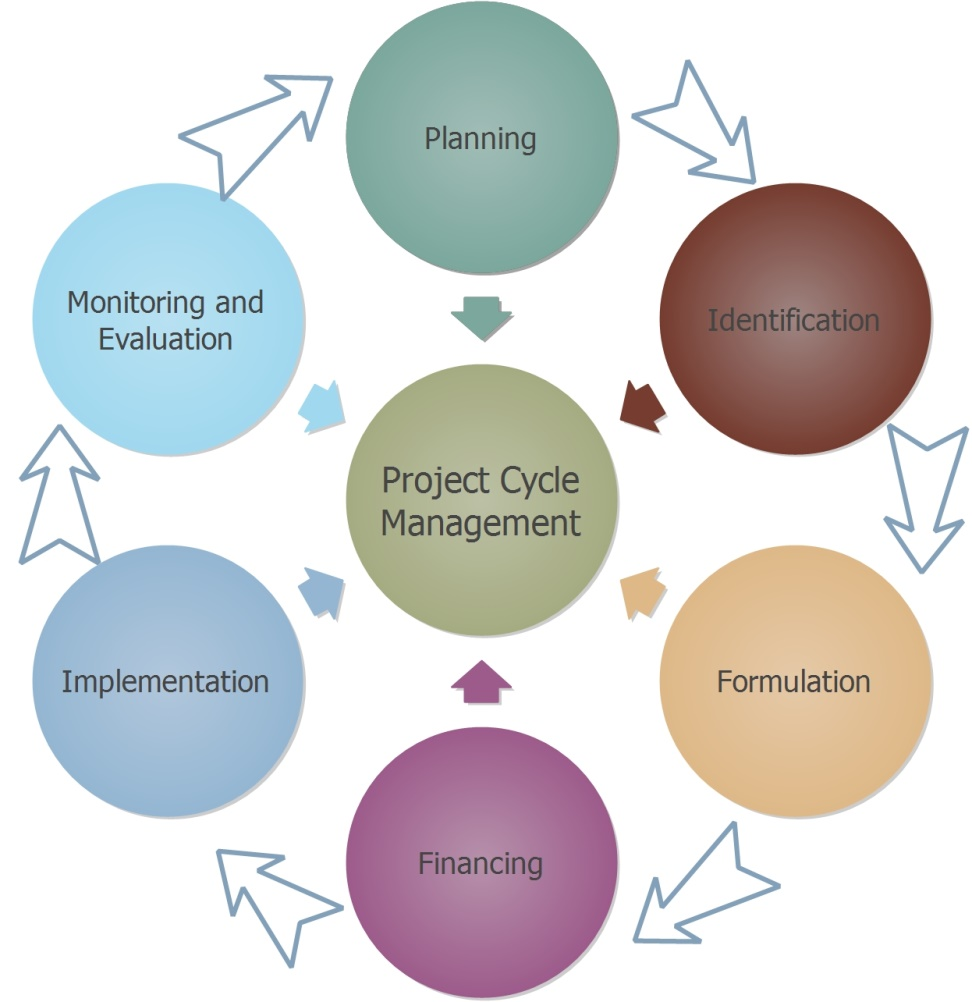 Planning
Identification
Formulation
Financing
Implementation
Monitoring and
Evaluation
Project Cycle
Management